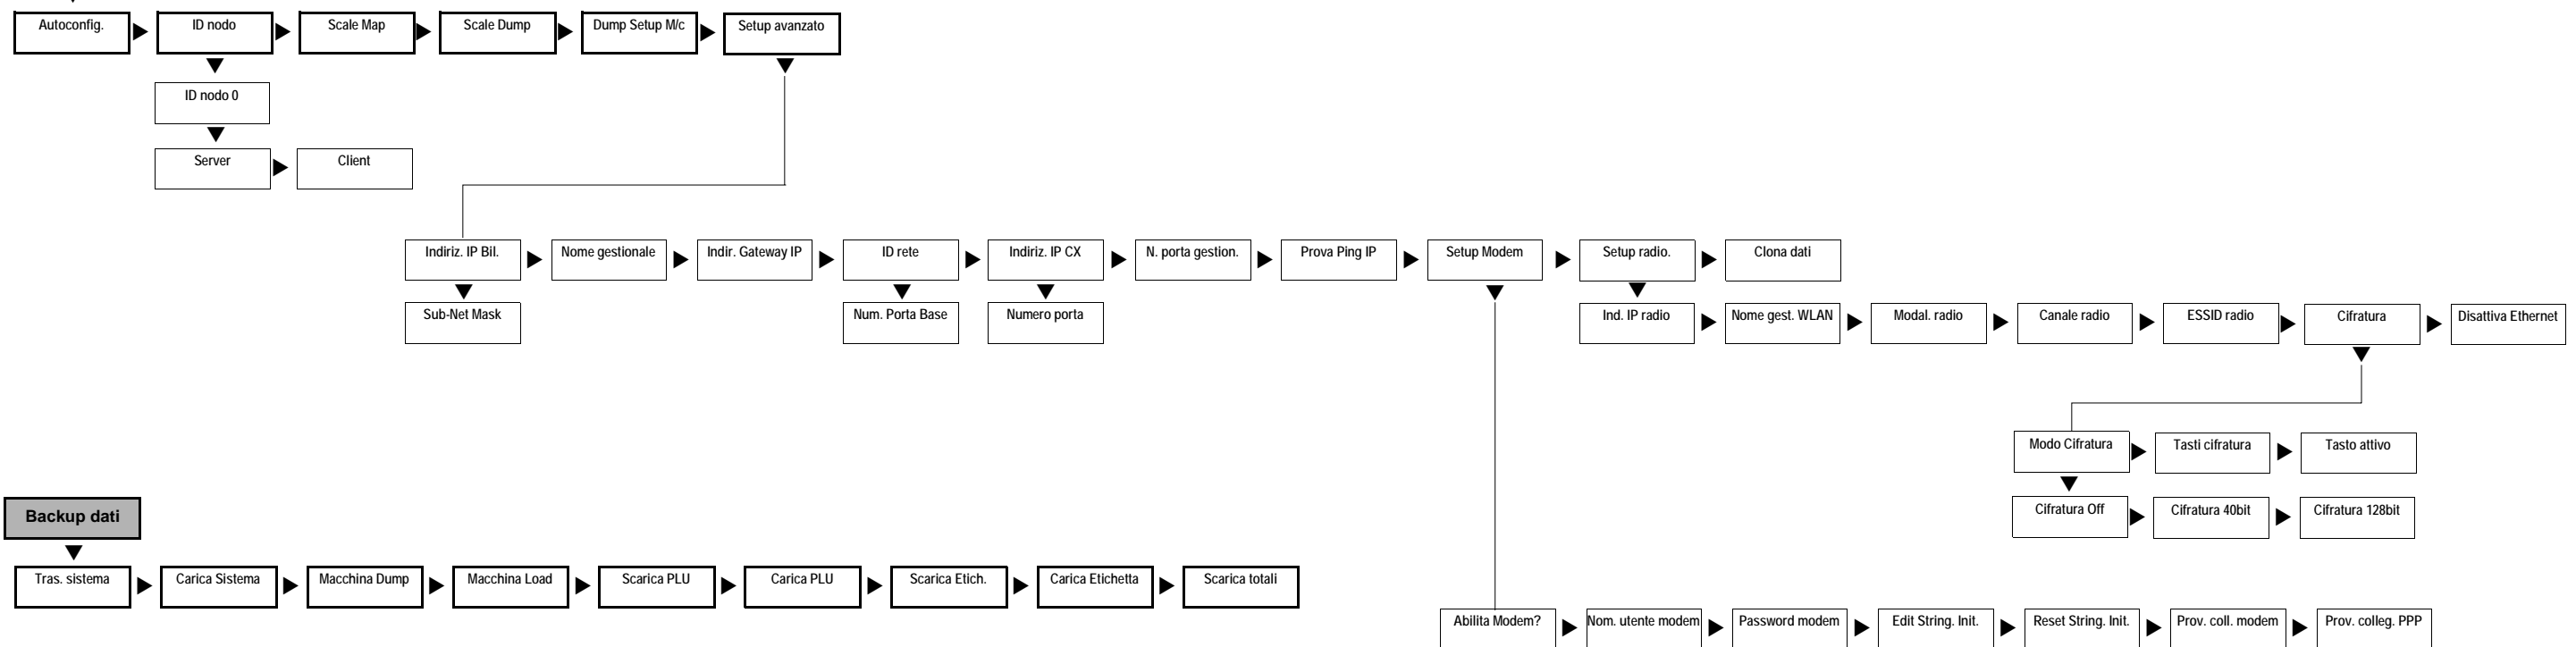 Autoconfig.
ID nodo
Scale Map
Scale Dump
Dump Setup M/c
Setup avanzato
ID nodo 0
Server
Client
Indiriz. IP Bil.
Nome gestionale
Indir. Gateway IP
ID rete
Indiriz. IP CX
N. porta gestion.
Prova Ping IP
Setup Modem
Setup radio.
Clona dati
Sub-Net Mask
Num. Porta Base
Numero porta
Ind. IP radio
Nome gest. WLAN
Modal. radio
Canale radio
ESSID radio
Cifratura
Disattiva Ethernet
Modo Cifratura
Tasti cifratura
Tasto attivo
Cifratura Off
Cifratura 40bit
Cifratura 128bit
Backup dati
Tras. sistema
Carica Sistema
Macchina Dump
Macchina Load
Scarica PLU
Carica PLU
Scarica Etich.
Carica Etichetta
Scarica totali
Abilita Modem?
Nom. utente modem
Password modem
Edit String. Init.
Reset String. Init.
Prov. coll. modem
Prov. colleg. PPP